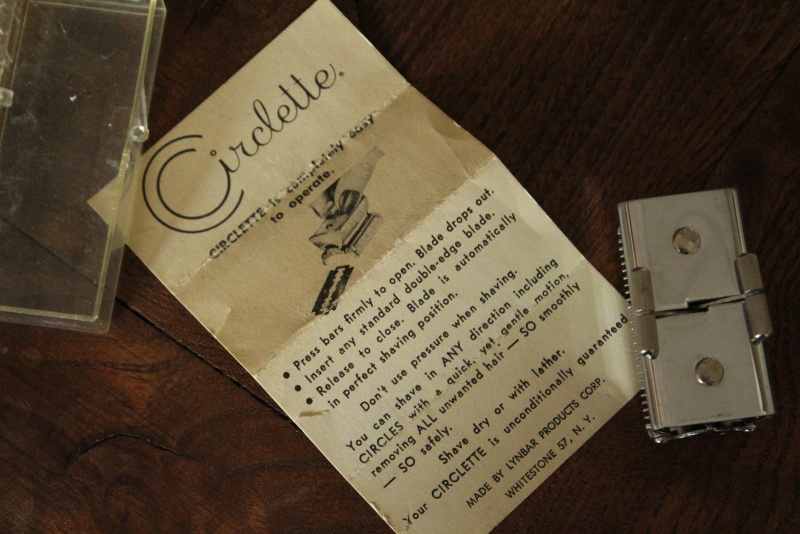 Circlette.
CIRCLETTE is completely easy
to operate.
• Press bars firmly to open. Blade drops out.
• Insert any standard double-edge blade.
• Release to close. Blade is automatically
in perfect shaving position.
Don't use pressure when shaving.
You can shave in ANY direction including
CIRCLES with a quick, yet, gentle motion,
removing ALL unwanted hair — SO smoothly
— SO safely.
Shave dry or with lather.
Your CIRCLETTE is unconditionally guaranteed
MADE BY LYNBAR PRODUCTS CORP.
WHITESTONE 57, N. Y.